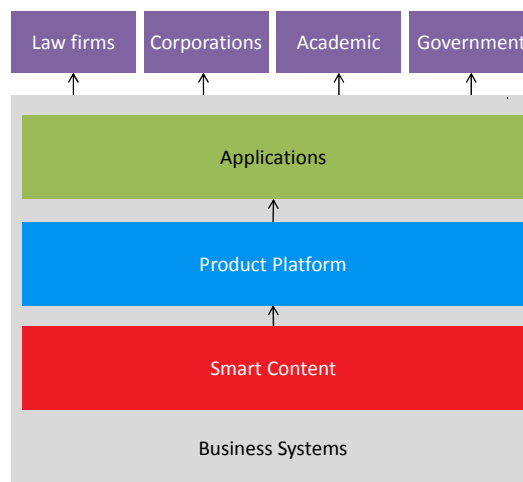 Law firms
Corporations
Academic
Government
Applications
Product Platform
Smart Content
Business Systems